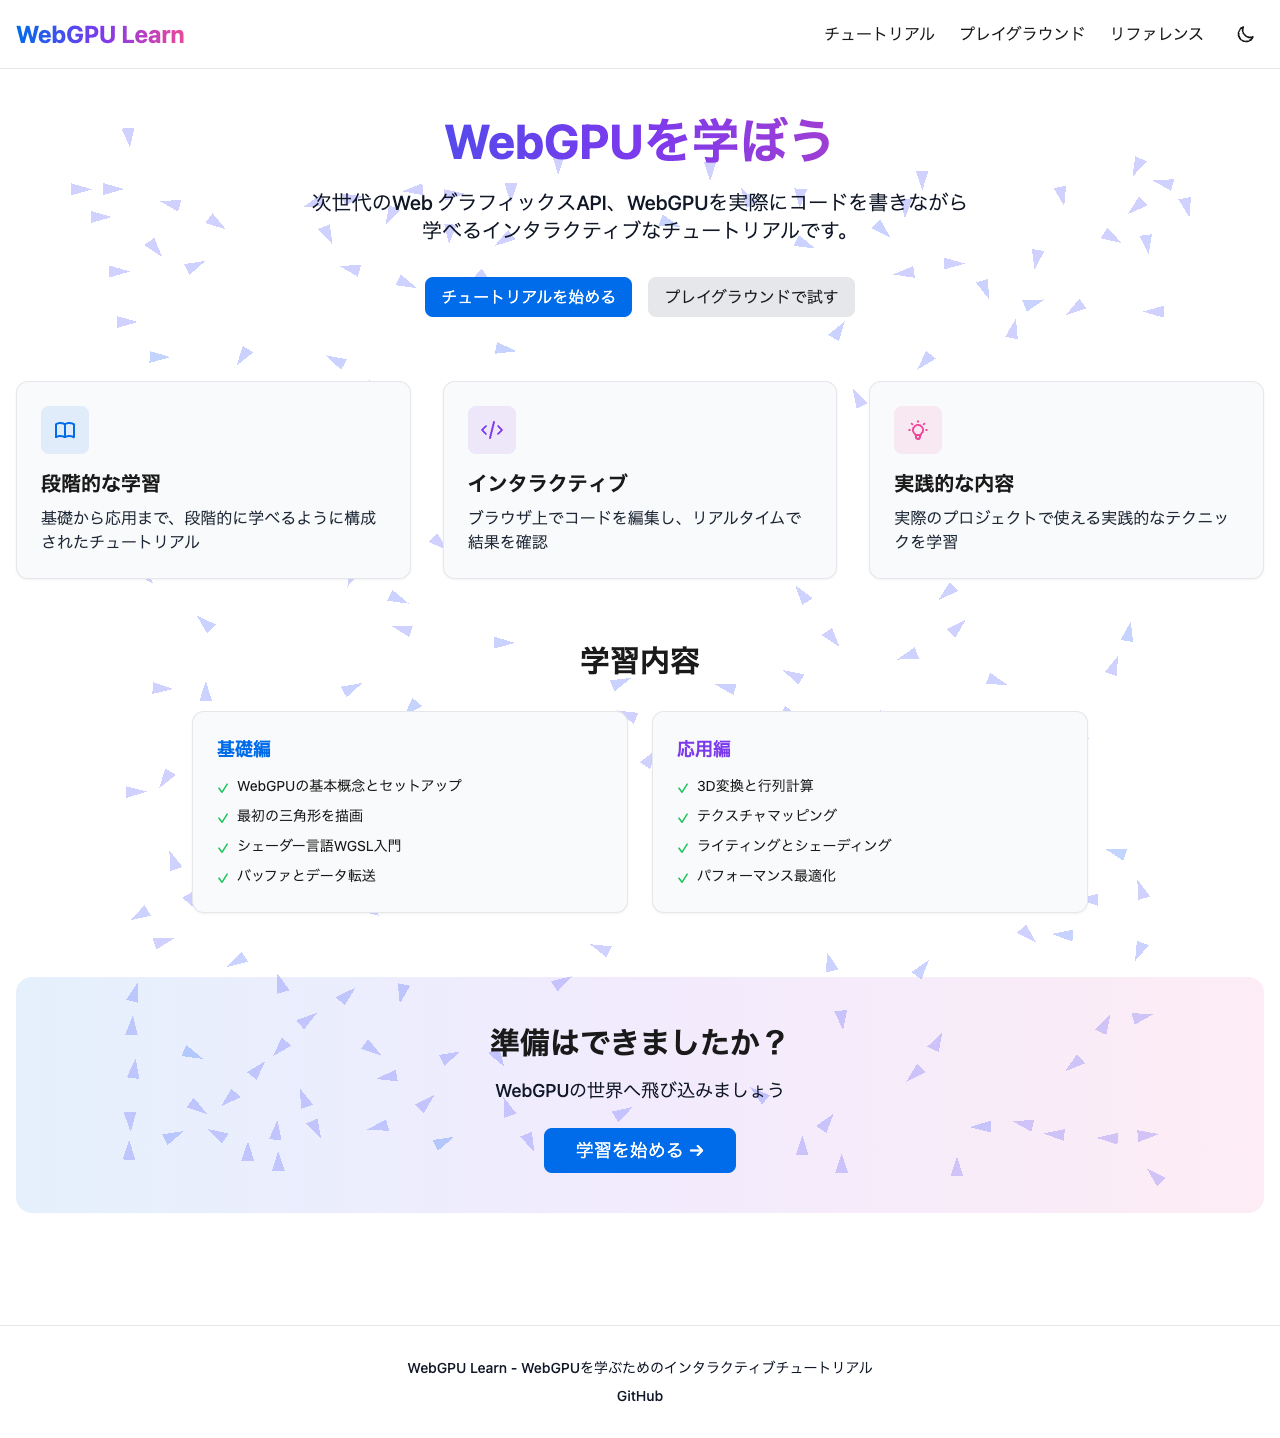 WebGPU Learn
チュートリアル
プレイグラウンド
リファレンス
WebGPUを学ぼう
次世代のWeb グラフィックスAPI、WebGPUを実際にコードを書きながら
学べるインタラクティブなチュートリアルです。
チュートリアルを始める
プレイグラウンドで試す
段階的な学習
基礎から応用まで、段階的に学べるように構成
されたチュートリアル
インタラクティブ
ブラウザ上でコードを編集し、リアルタイムで
結果を確認
実践的な内容
実際のプロジェクトで使える実践的なテクニッ
クを学習
学習内容
基礎編
WebGPUの基本概念とセットアップ
最初の三角形を描画
シェーダー言語WGSL入門
バッファとデータ転送
応用編
3D変換と行列計算
テクスチャマッピング
ライティングとシェーディング
パフォーマンス最適化
準備はできましたか？
WebGPUの世界へ飛び込みましょう
学習を始める →
WebGPU Learn - WebGPUを学ぶためのインタラクティブチュートリアル
GitHub